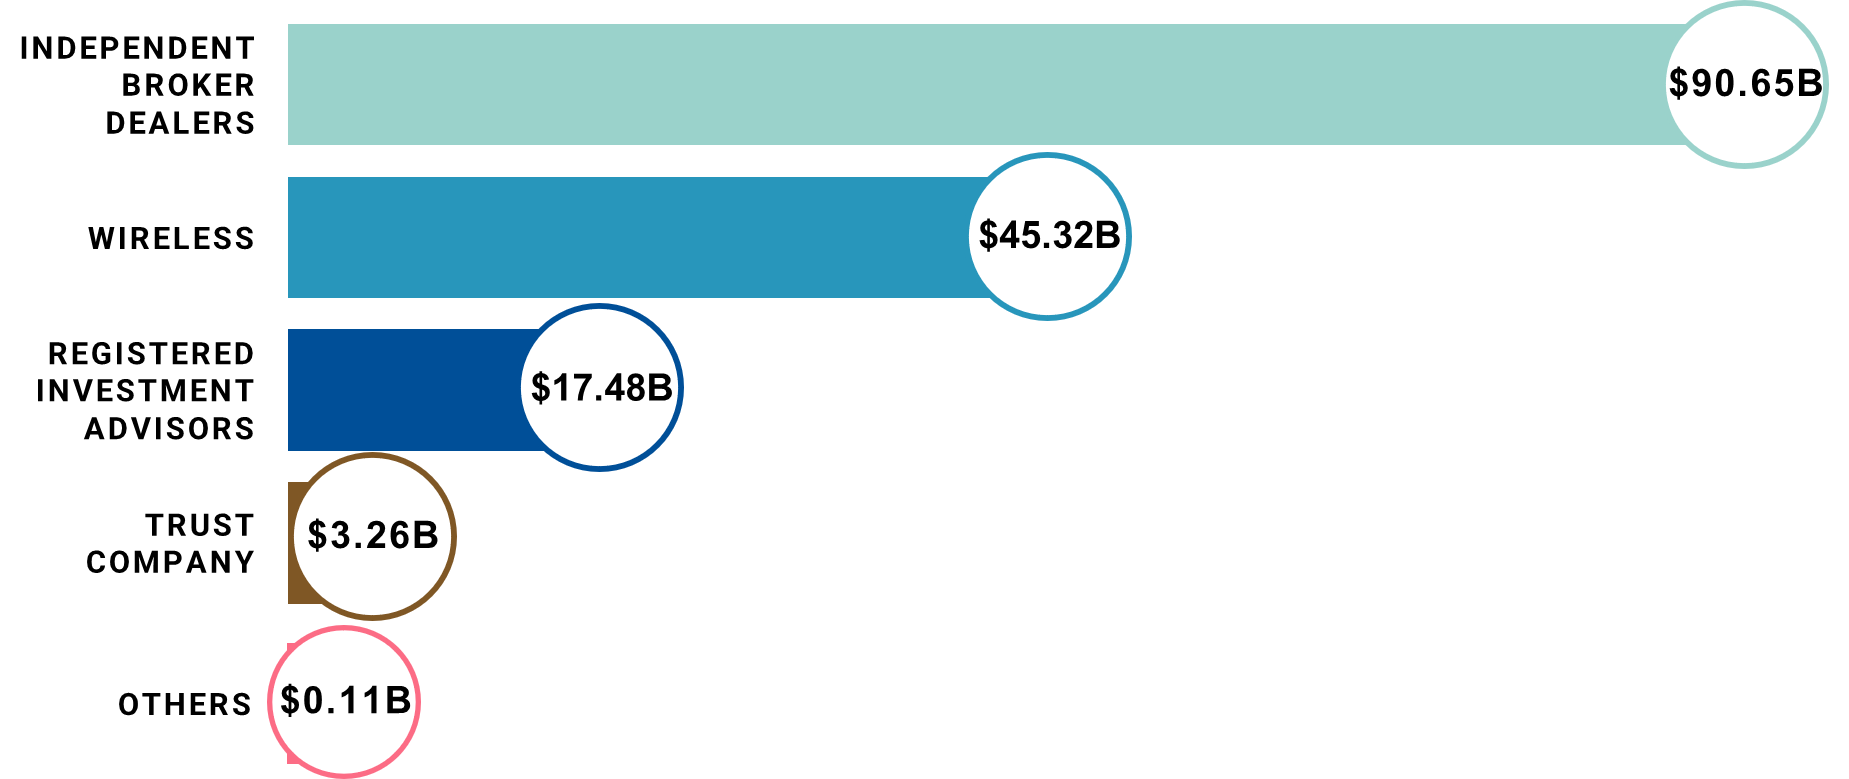 INDEPENDENT
BROKER
DEALERS
$90.65B
WIRELESS
$45.32B
REGISTERED
INVESTMENT
ADVISORS
$17.48B
TRUST
COMPANY
$3.26B
OTHERS
$0.11B